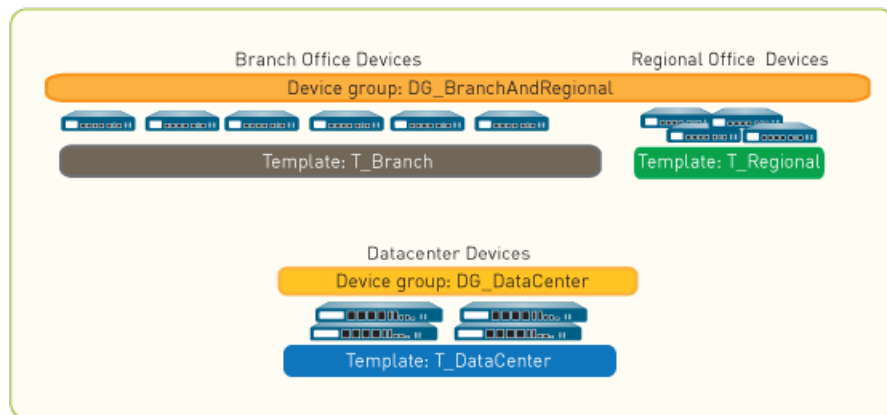 Branch Office Devices
Regional Office Devices
Device group: DG_BranchAndRegional
Template: T_Branch
Template: T_Regional
Datacenter Devices
Device group: DG_DataCenter
Template: T_DataCenter